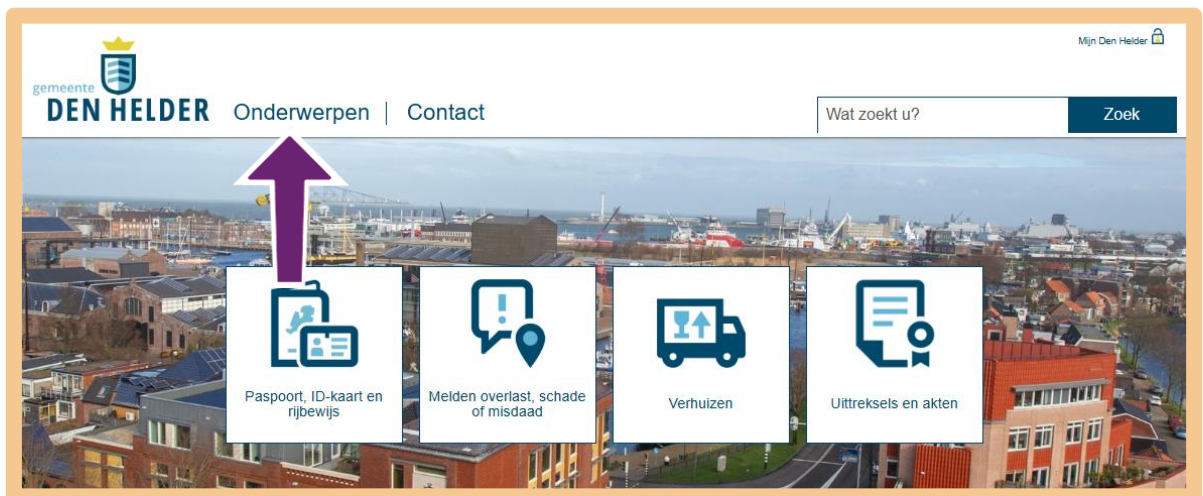 Mijn Den Helder
gemeente
DEN HELDER
Onderwerpen | Contact
Wat zoekt u?
Zoek
Paspoort, ID-kaart en
rijbewijs
Melden overlast, schade
of misdaad
Verhuizen
Uittreksels en akten